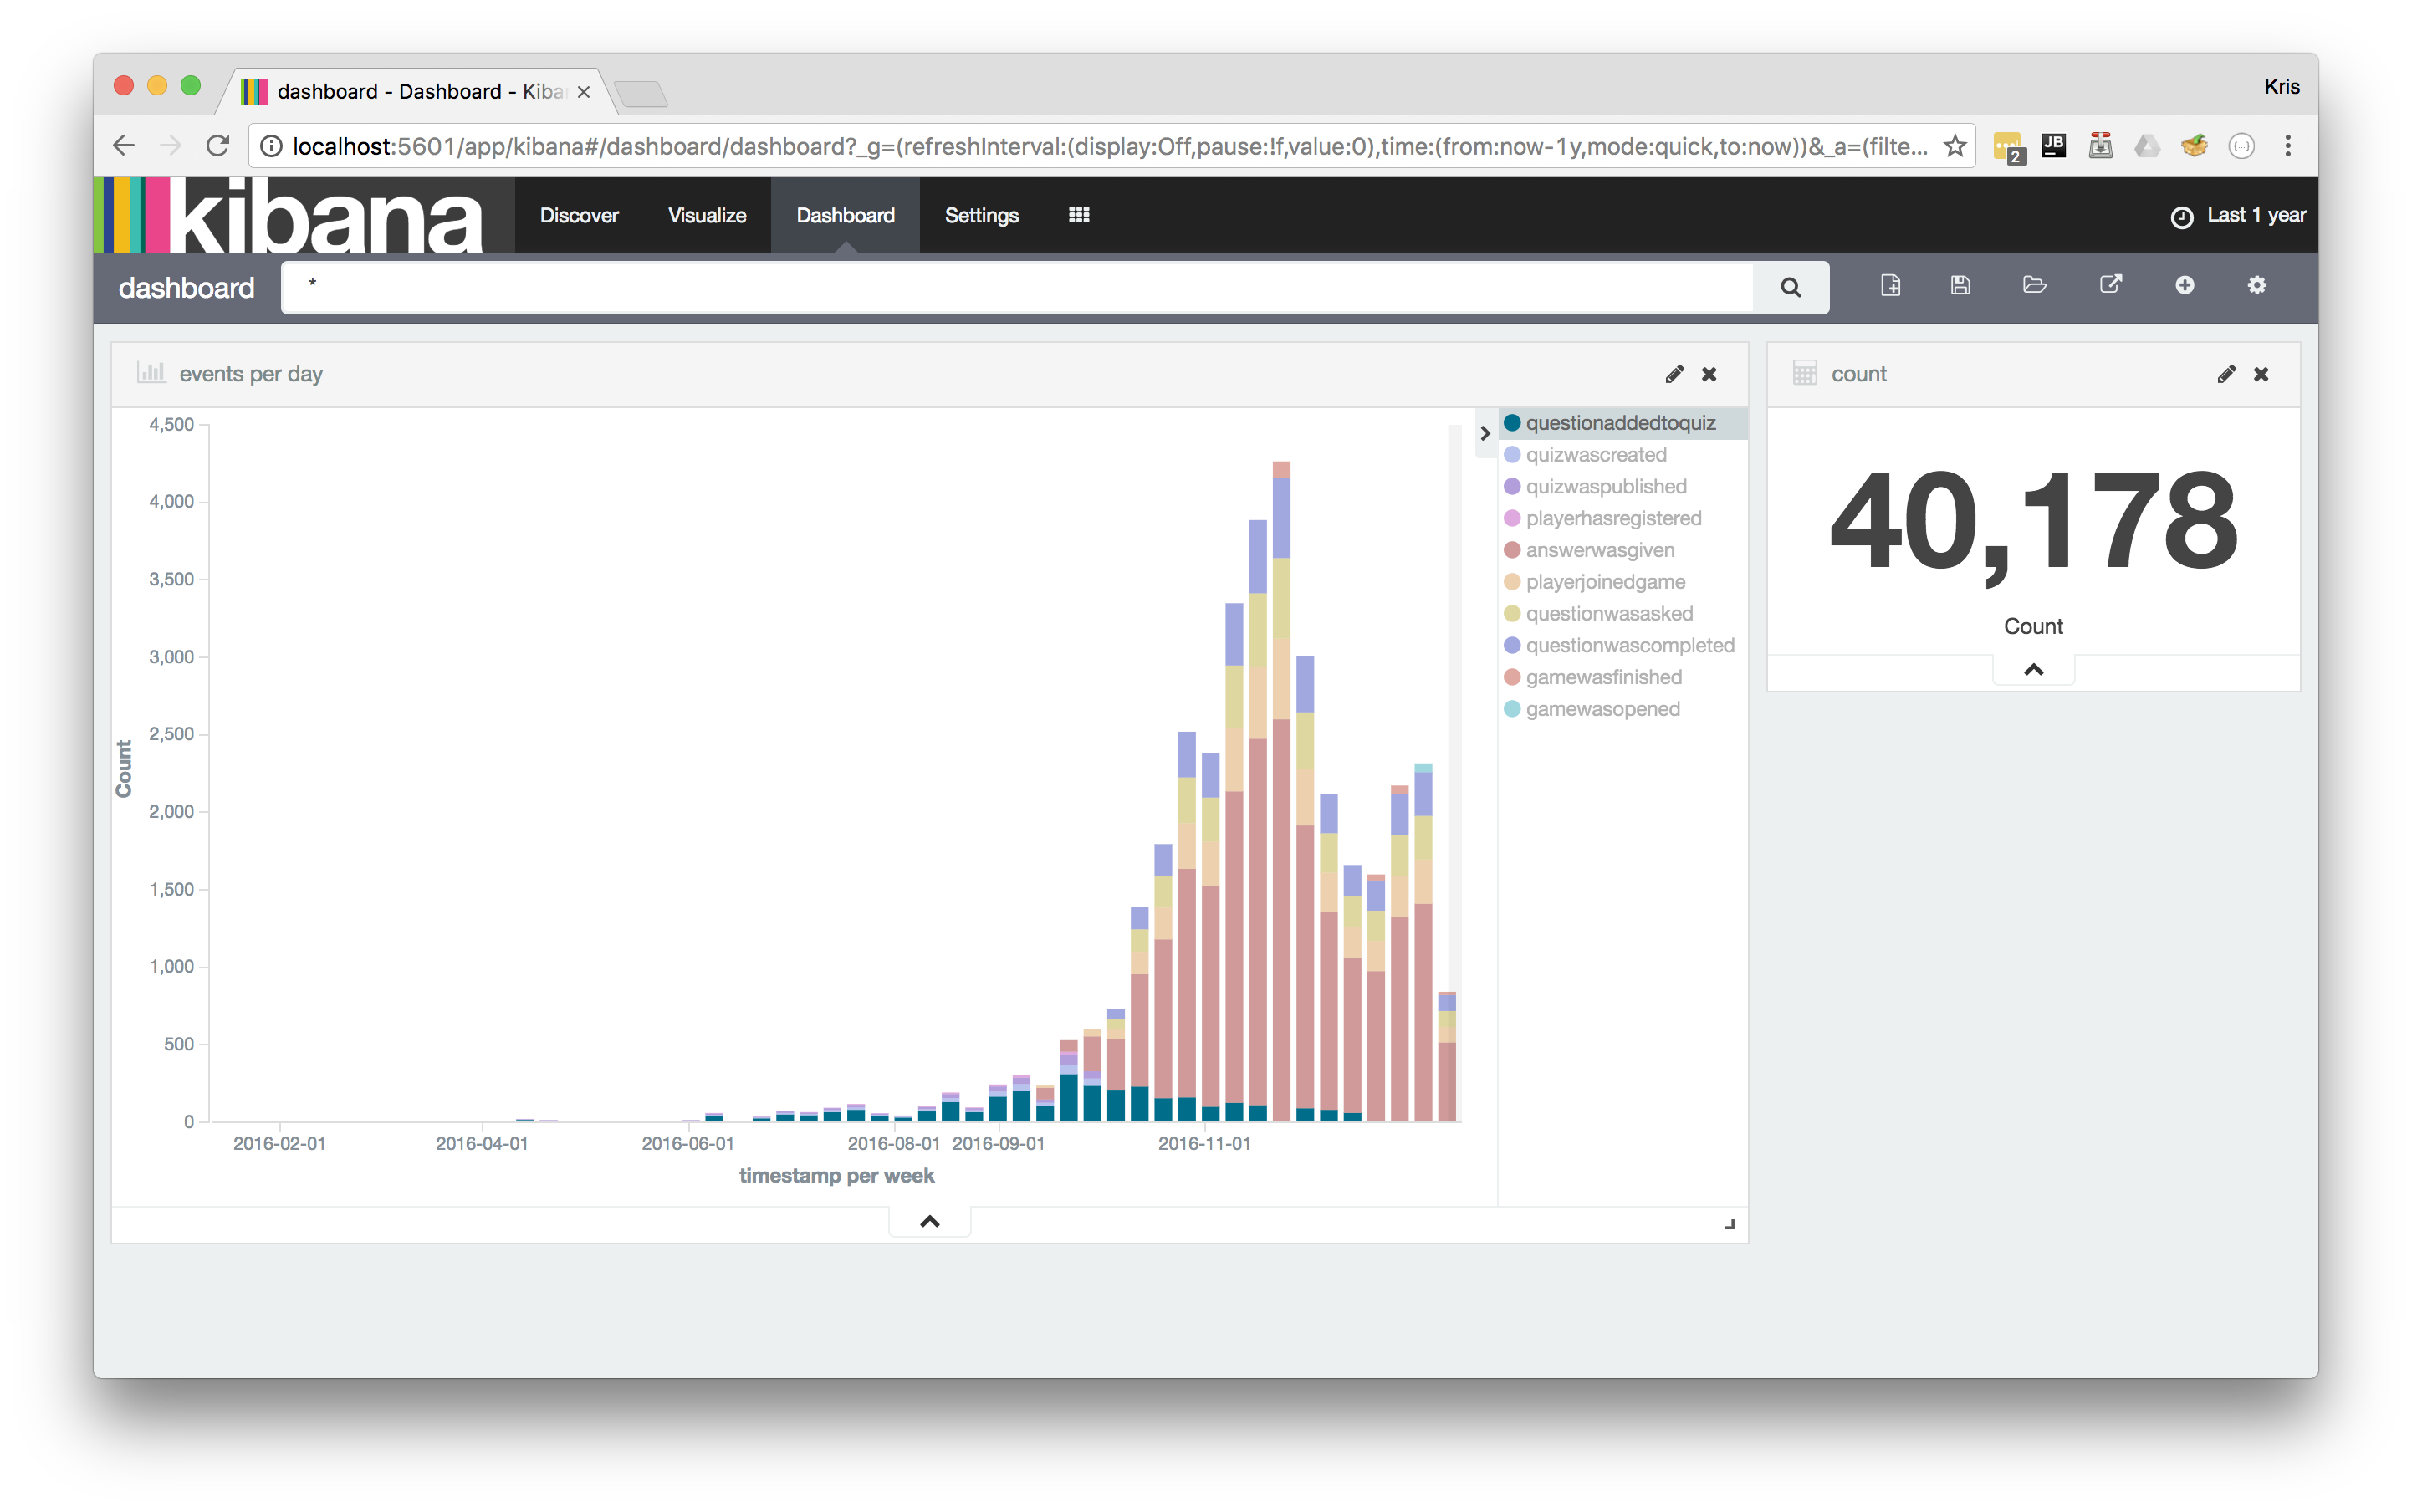 dashboard - Dashboard - Kiba
Kris
localhost:5601/app/kibana#/dashboard/dashboard?_g=(refreshInterval:(display:Off,pause:!f,value:0),time:(from:now-1y,mode:quick,to:now))&_a=(filte...
2
JB
kibana
Discover
Visualize
Dashboard
Settings
Last 1 year
dashboard
*
events per day
count
4,500
4,000
3,500
3,000
2,500
2,000
1,500
1,000
500
0
Count
2016-02-01
2016-04-01
2016-06-01
2016-08-01
2016-09-01
2016-11-01
timestamp per week
questionaddedtoquiz
quizwascreated
quizwaspublished
playerhasregistered
answerwasgiven
playerjoinedgame
questionwasasked
questionwascompleted
gamewasfinished
gamewasopened
40,178
Count